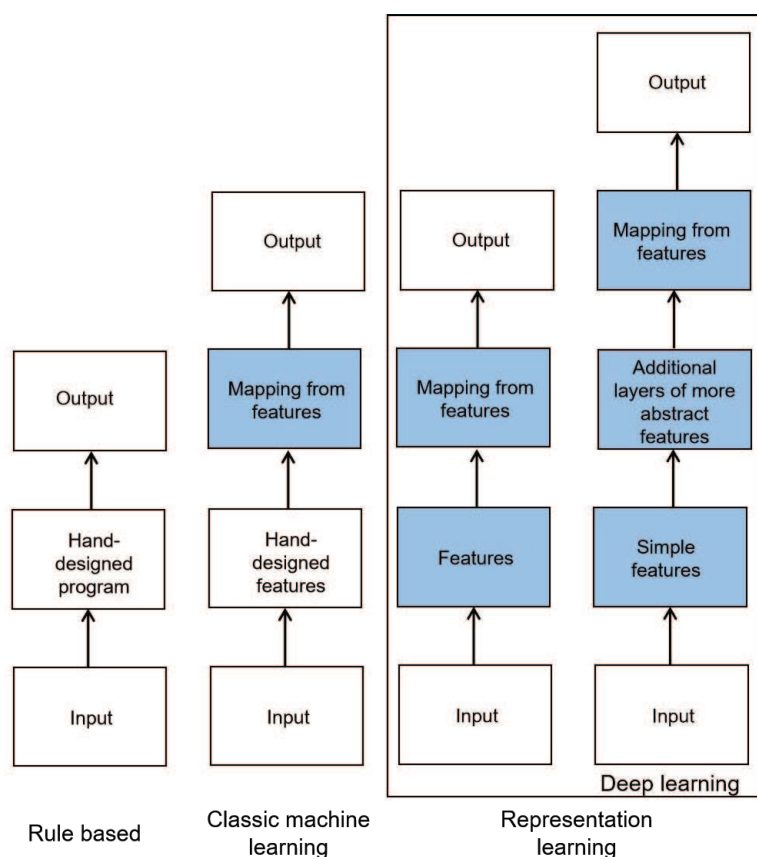 Output
Hand-
designed
program
Input
Rule based
Output
Mapping from
features
Hand-
designed
features
Input
Classic machine
learning
Output
Mapping from
features
Features
Input
Output
Mapping from
features
Additional
layers of more
abstract
features
Simple
features
Input
Deep learning
Representation
learning